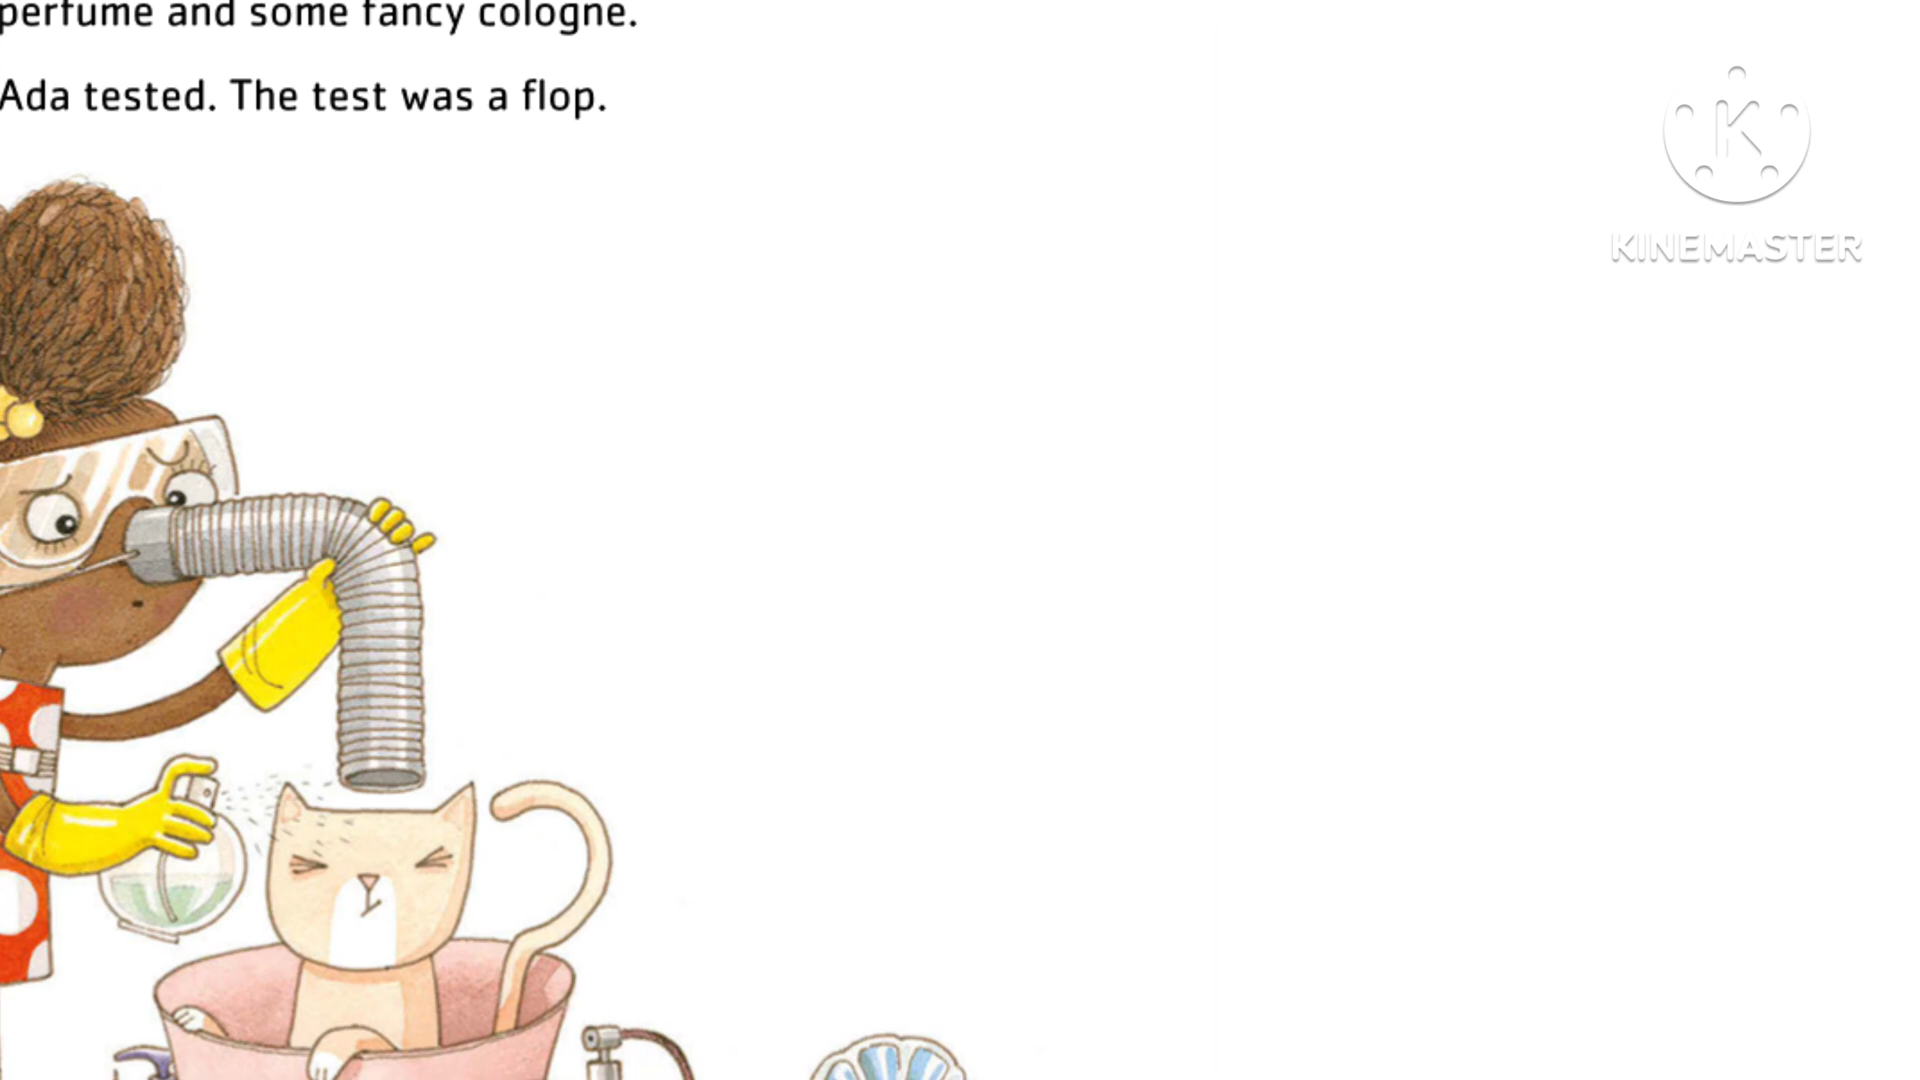 perfume and some fancy cologne.
Ada tested. The test was a flop.
K
KINEMASTER